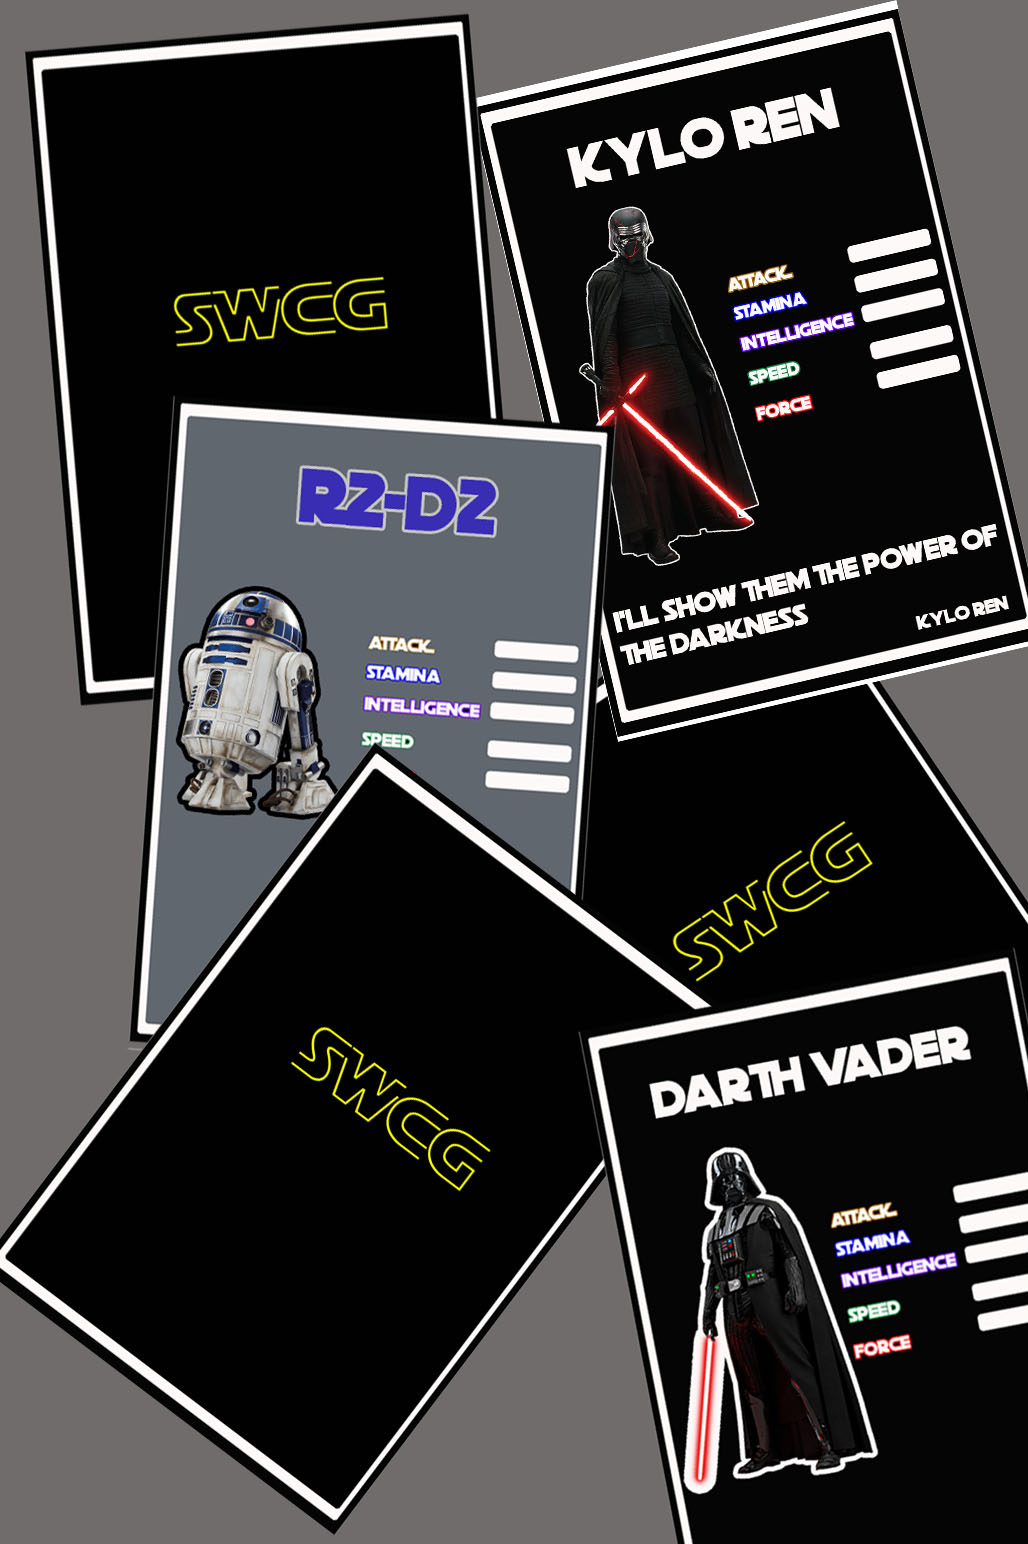 SWCG
KYLO REN
ATTACK
STAMINA
INTELLIGENCE
SPEED
FORCE
I'LL SHOW THEM THE POWER OF
THE DARKNESS
KYLO REN
R2-D2
ATTACK
STAMINA
INTELLIGENCE
SPEED
SWCG
SWCG
DARTH VADER
ATTACK
STAMINA
INTELLIGENCE
SPEED
FORCE